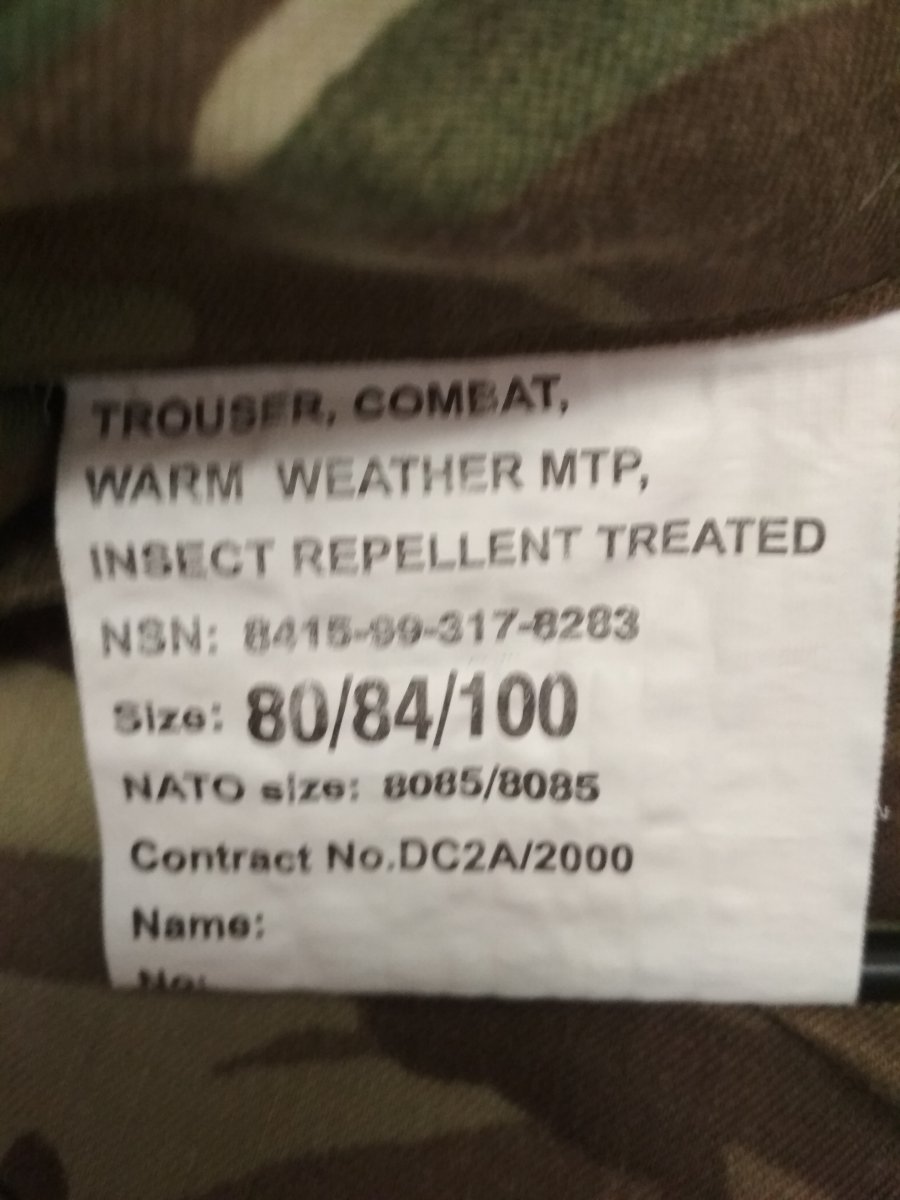 TROUSER, COMBAT,
WARM WEATHER MTP,
INSECT REPELLENT TREATED
NSN: 8415-99-317-8283
Size: 80/84/100
NATO size: 8085/8085
Contract No.DC2A/2000
Name:
No: